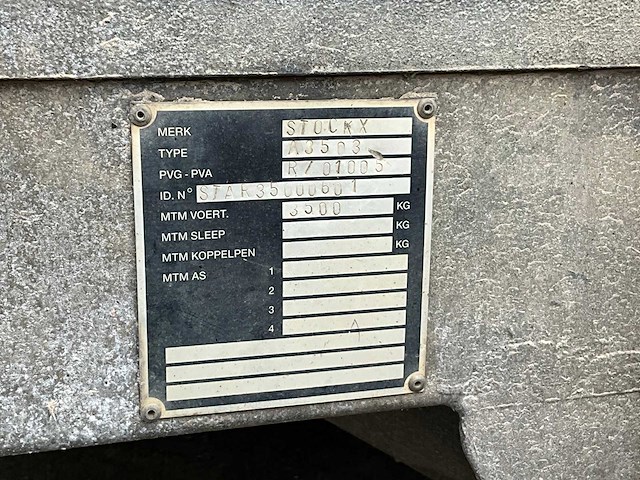 MERK STOCKX
TYPE A3503
PVG - PVA R/01005
ID. N° STAR35000601
MTM VOERT. 3500 KG
MTM SLEEP KG
MTM KOPPELPEN KG
MTM AS 1
2
3
4